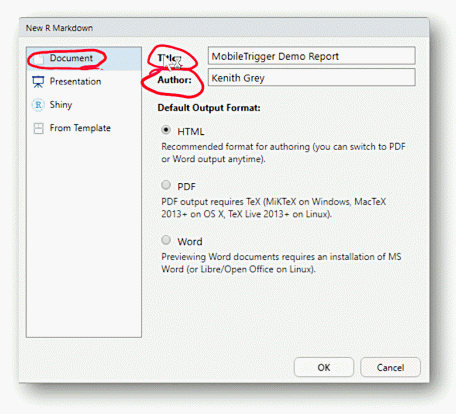 New R Markdown
Document
Presentation
Shiny
From Template
Title: MobileTrigger Demo Report
Author: Kenith Grey
Default Output Format:
HTML
Recommended format for authoring (you can switch to PDF
or Word output anytime).
PDF
PDF output requires TeX (MiKTeX on Windows, MacTeX
2013+ on OS X, TeX Live 2013+ on Linux).
Word
Previewing Word documents requires an installation of MS
Word (or Libre/Open Office on Linux).
OK Cancel